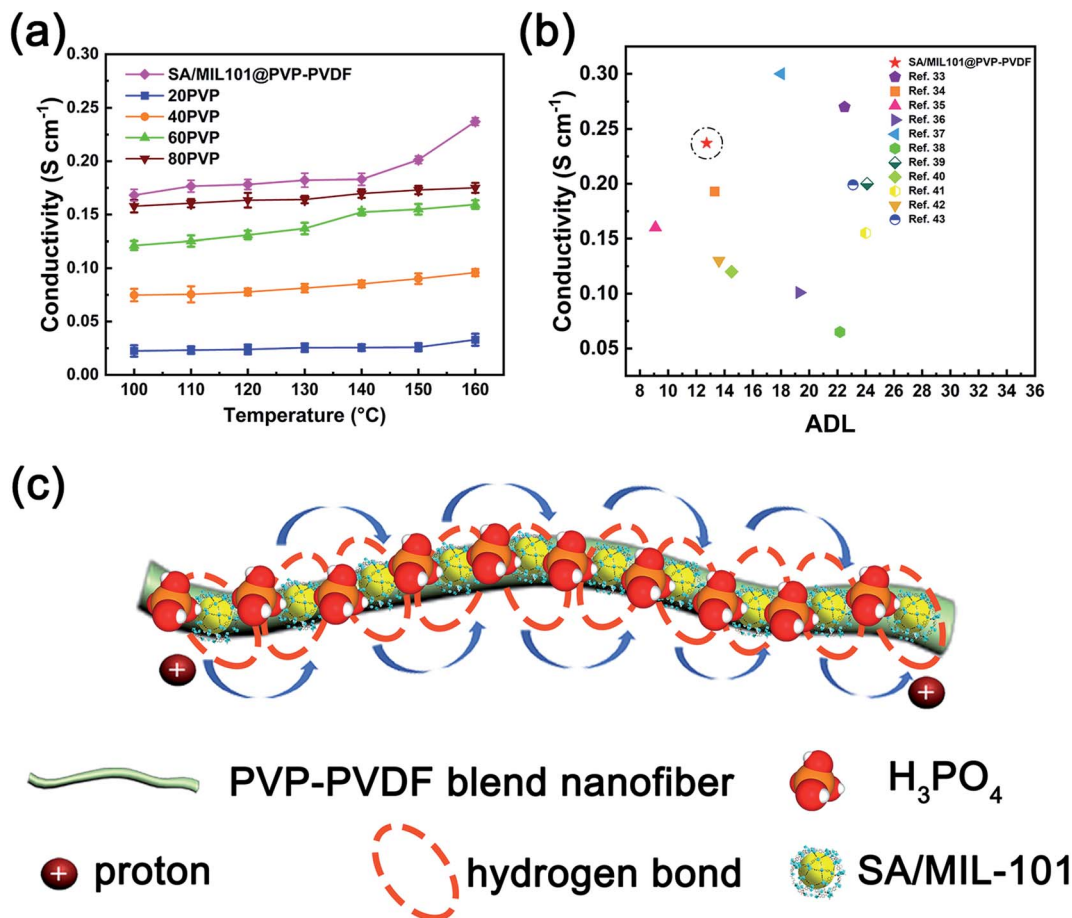 (a)
0.30
0.25
0.20
0.15
0.10
0.05
0.00
Conductivity (S cm⁻¹)
SA/MIL101@PVP-PVDF
20PVP
40PVP
60PVP
80PVP
100 110 120 130 140 150 160
Temperature (°C)
(b)
0.30
0.25
0.20
0.15
0.10
0.05
Conductivity (S cm⁻¹)
SA/MIL101@PVP-PVDF
Ref. 33
Ref. 34
Ref. 35
Ref. 36
Ref. 37
Ref. 38
Ref. 39
Ref. 40
Ref. 41
Ref. 42
Ref. 43
8 10 12 14 16 18 20 22 24 26 28 30 32 34 36
ADL
(c)
+
+
PVP-PVDF blend nanofiber
H₃PO₄
+ proton
hydrogen bond
SA/MIL-101